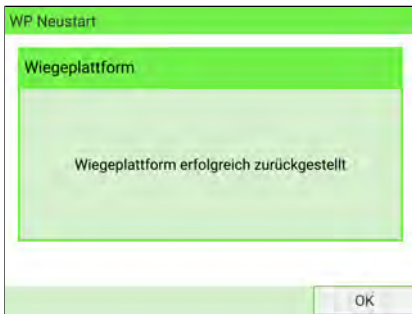 WP Neustart
Wiegeplattform
Wiegeplattform erfolgreich zurückgestellt
OK